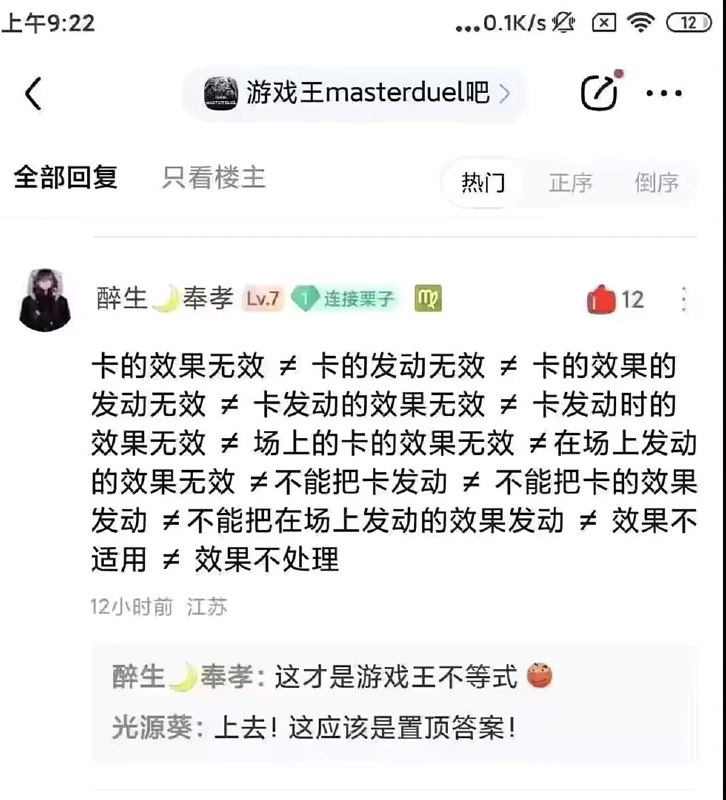 上午9:22
...0.1K/s
12
游戏王masterduel吧
全部回复 只看楼主 热门 正序 倒序
醉生🌙奉孝 Lv.7 1 连接栗子
12
卡的效果无效 ≠ 卡的发动无效 ≠ 卡的效果的
发动无效 ≠ 卡发动的效果无效 ≠ 卡发动时的
效果无效 ≠ 场上的卡的效果无效 ≠在场上发动
的效果无效 ≠不能把卡发动 ≠ 不能把卡的效果
发动 ≠不能把在场上发动的效果发动 ≠ 效果不
适用 ≠ 效果不处理
12小时前 江苏
醉生🌙奉孝: 这才是游戏王不等式
光源葵: 上去! 这应该是置顶答案!